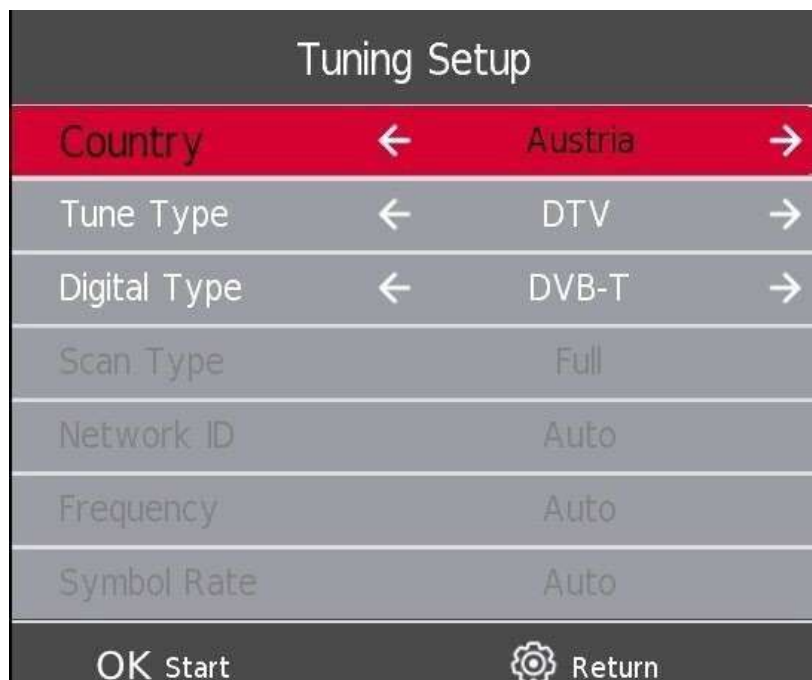 Tuning Setup
Country ← Austria →
Tune Type ← DTV →
Digital Type ← DVB-T →
Scan Type Full
Network ID Auto
Frequency Auto
Symbol Rate Auto
OK Start Return